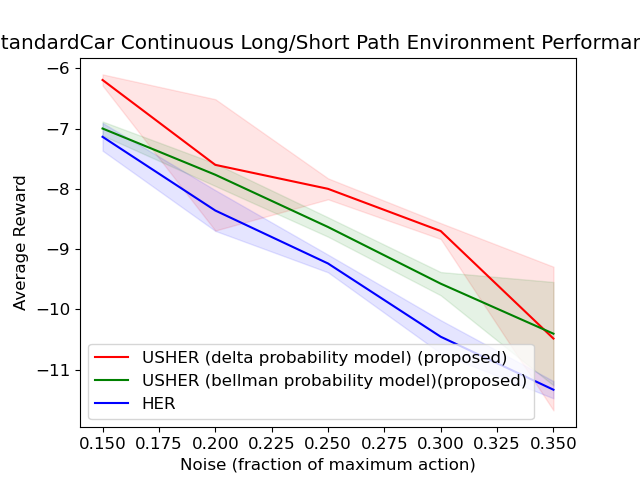 tandardCar Continuous Long/Short Path Environment Performan
−6
−7
−8
−9
−10
−11
Average Reward
USHER (delta probability model) (proposed)
USHER (bellman probability model)(proposed)
HER
0.150 0.175 0.200 0.225 0.250 0.275 0.300 0.325 0.350
Noise (fraction of maximum action)